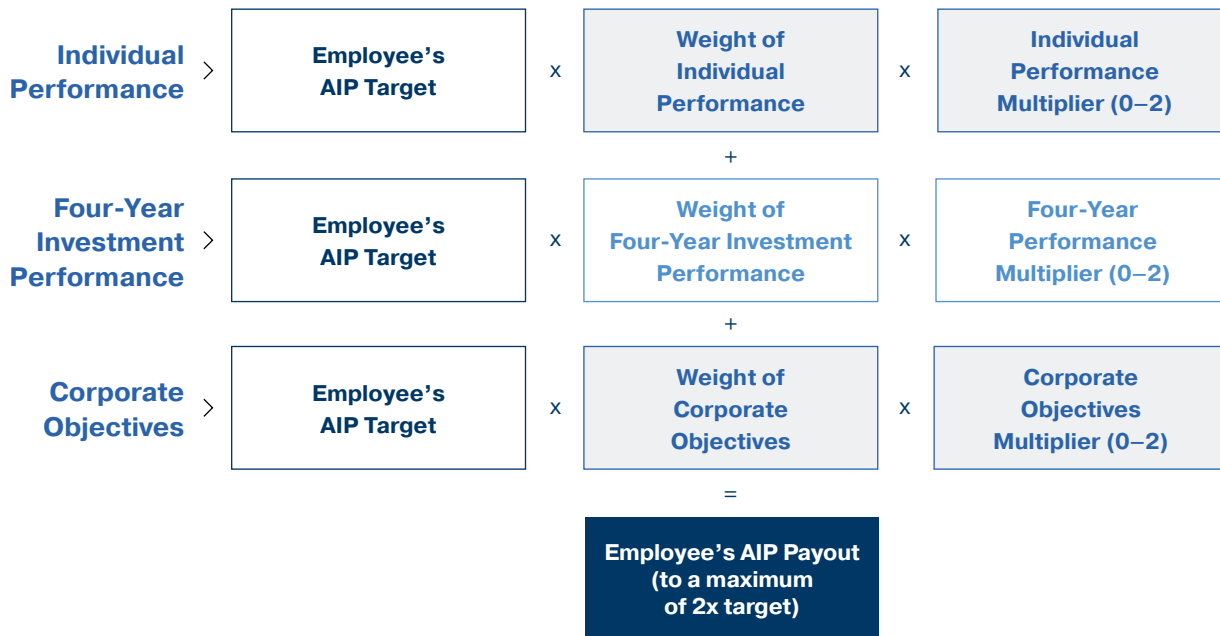 Individual
Performance
>
Employee's
AIP Target
x
Weight of
Individual
Performance
x
Individual
Performance
Multiplier (0–2)
+
Four-Year
Investment
Performance
>
Employee's
AIP Target
x
Weight of
Four-Year Investment
Performance
x
Four-Year
Performance
Multiplier (0–2)
+
Corporate
Objectives
>
Employee's
AIP Target
x
Weight of
Corporate
Objectives
x
Corporate
Objectives
Multiplier (0–2)
=
Employee's AIP Payout
(to a maximum
of 2x target)